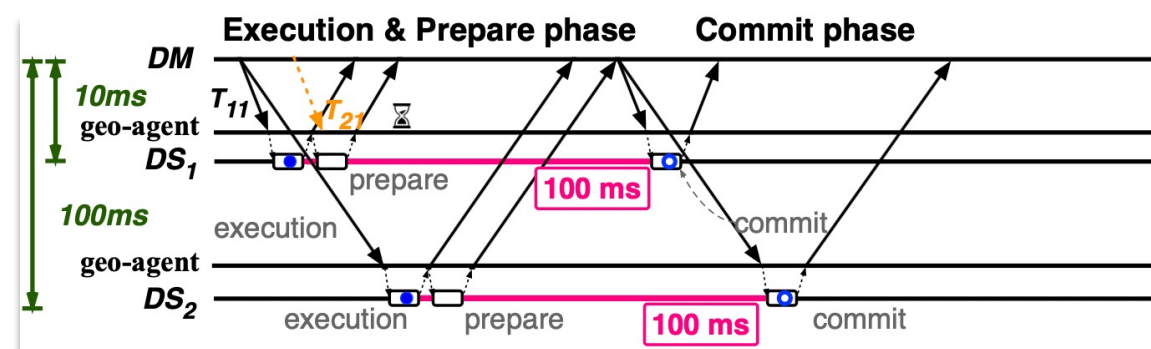 Execution & Prepare phase
Commit phase
DM
10ms
T11
T21
geo-agent
DS1
prepare
100 ms
100ms
execution
commit
geo-agent
DS2
execution
prepare
100 ms
commit